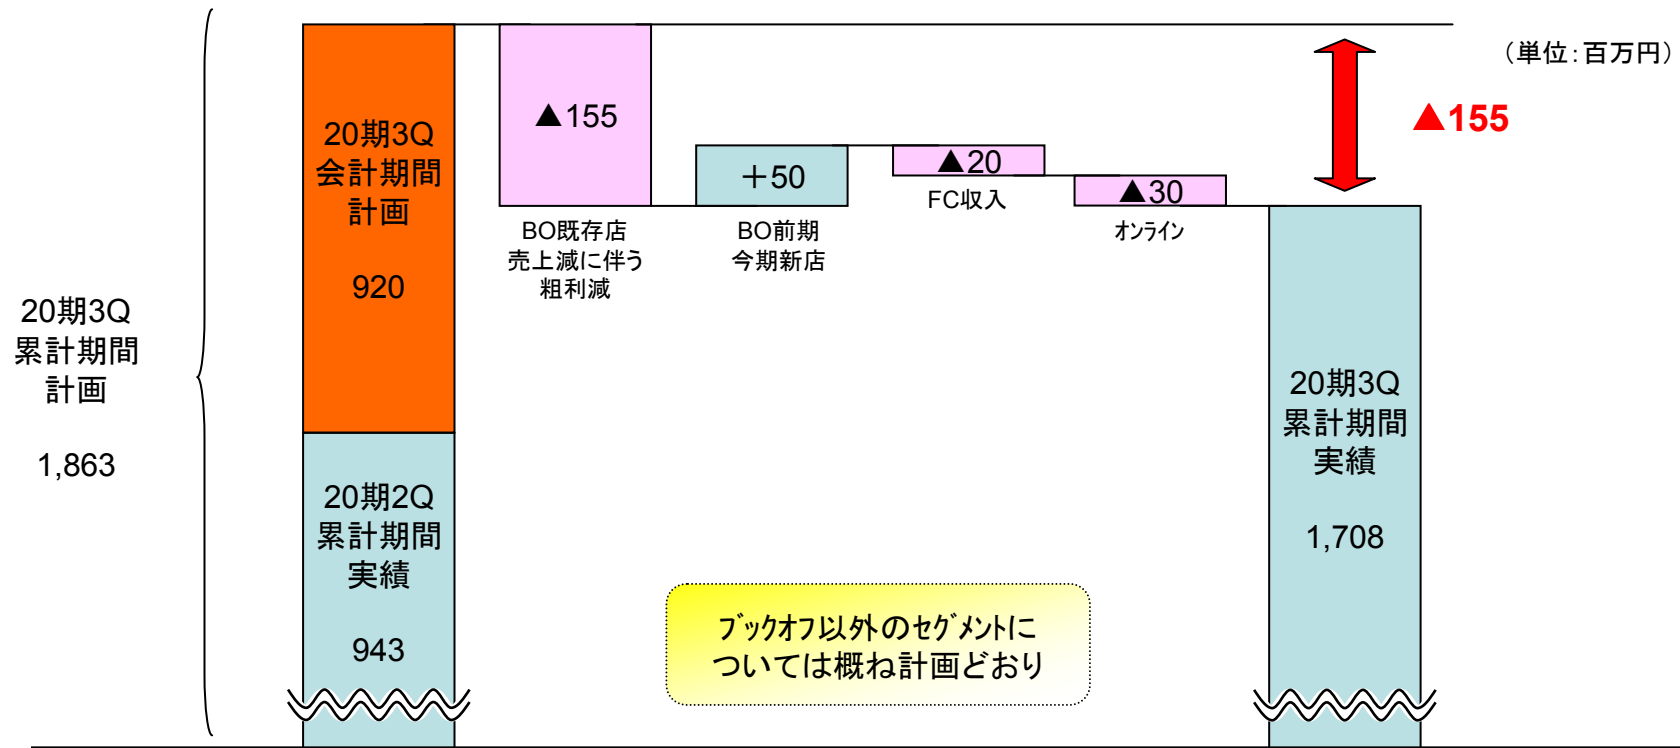 (単位：百万円)
20期3Q
累計期間
計画
1,863
20期3Q
会計期間
計画
920
20期2Q
累計期間
実績
943
▲155
BO既存店
売上減に伴う
粗利減
＋50
BO前期
今期新店
▲20
FC収入
▲30
ｵﾝﾗｲﾝ
▲155
20期3Q
累計期間
実績
1,708
ﾌﾞｯｸｵﾌ以外のｾｸﾞﾒﾝﾄに
ついては概ね計画どおり